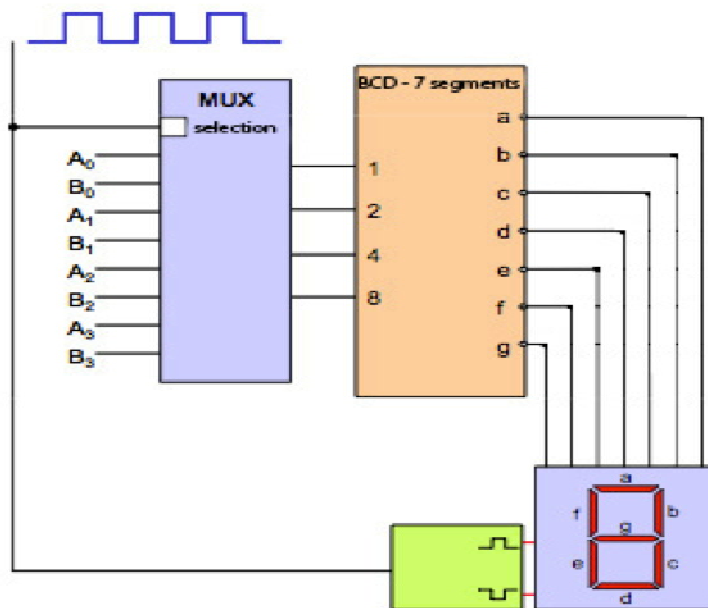 MUX
selection
A0
B0
A1
B1
A2
B2
A3
B3
BCD - 7 segments
1
2
4
8
a
b
c
d
e
f
g
a
f
b
g
e
c
d